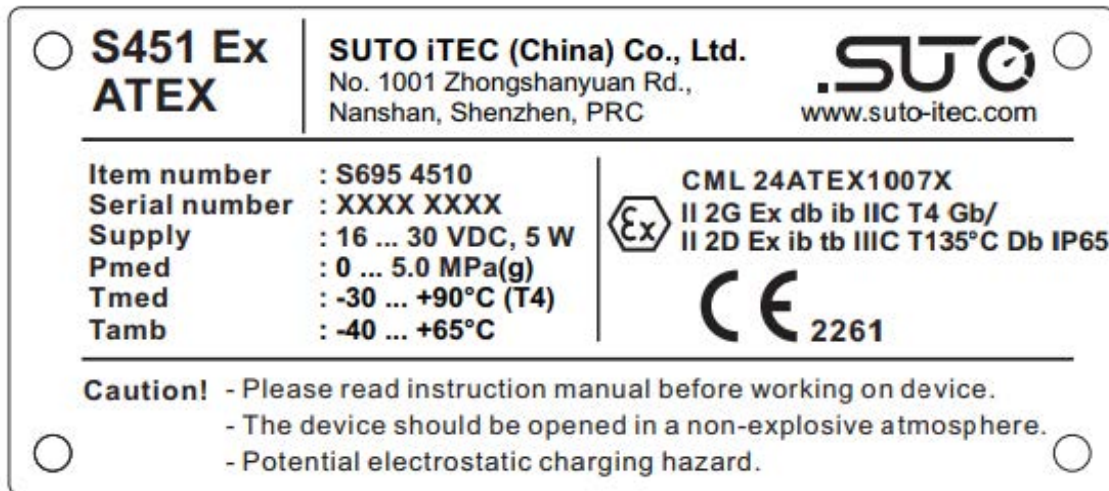 S451 Ex
ATEX
SUTO iTEC (China) Co., Ltd.
No. 1001 Zhongshanyuan Rd.,
Nanshan, Shenzhen, PRC
.SUTO
www.suto-itec.com
Item number : S695 4510
Serial number : XXXX XXXX
Supply : 16 ... 30 VDC, 5 W
Pmed : 0 ... 5.0 MPa(g)
Tmed : -30 ... +90°C (T4)
Tamb : -40 ... +65°C
CML 24ATEX1007X
Ex
II 2G Ex db ib IIC T4 Gb/
II 2D Ex ib tb IIIC T135°C Db IP65
CE 2261
Caution! - Please read instruction manual before working on device.
- The device should be opened in a non-explosive atmosphere.
- Potential electrostatic charging hazard.